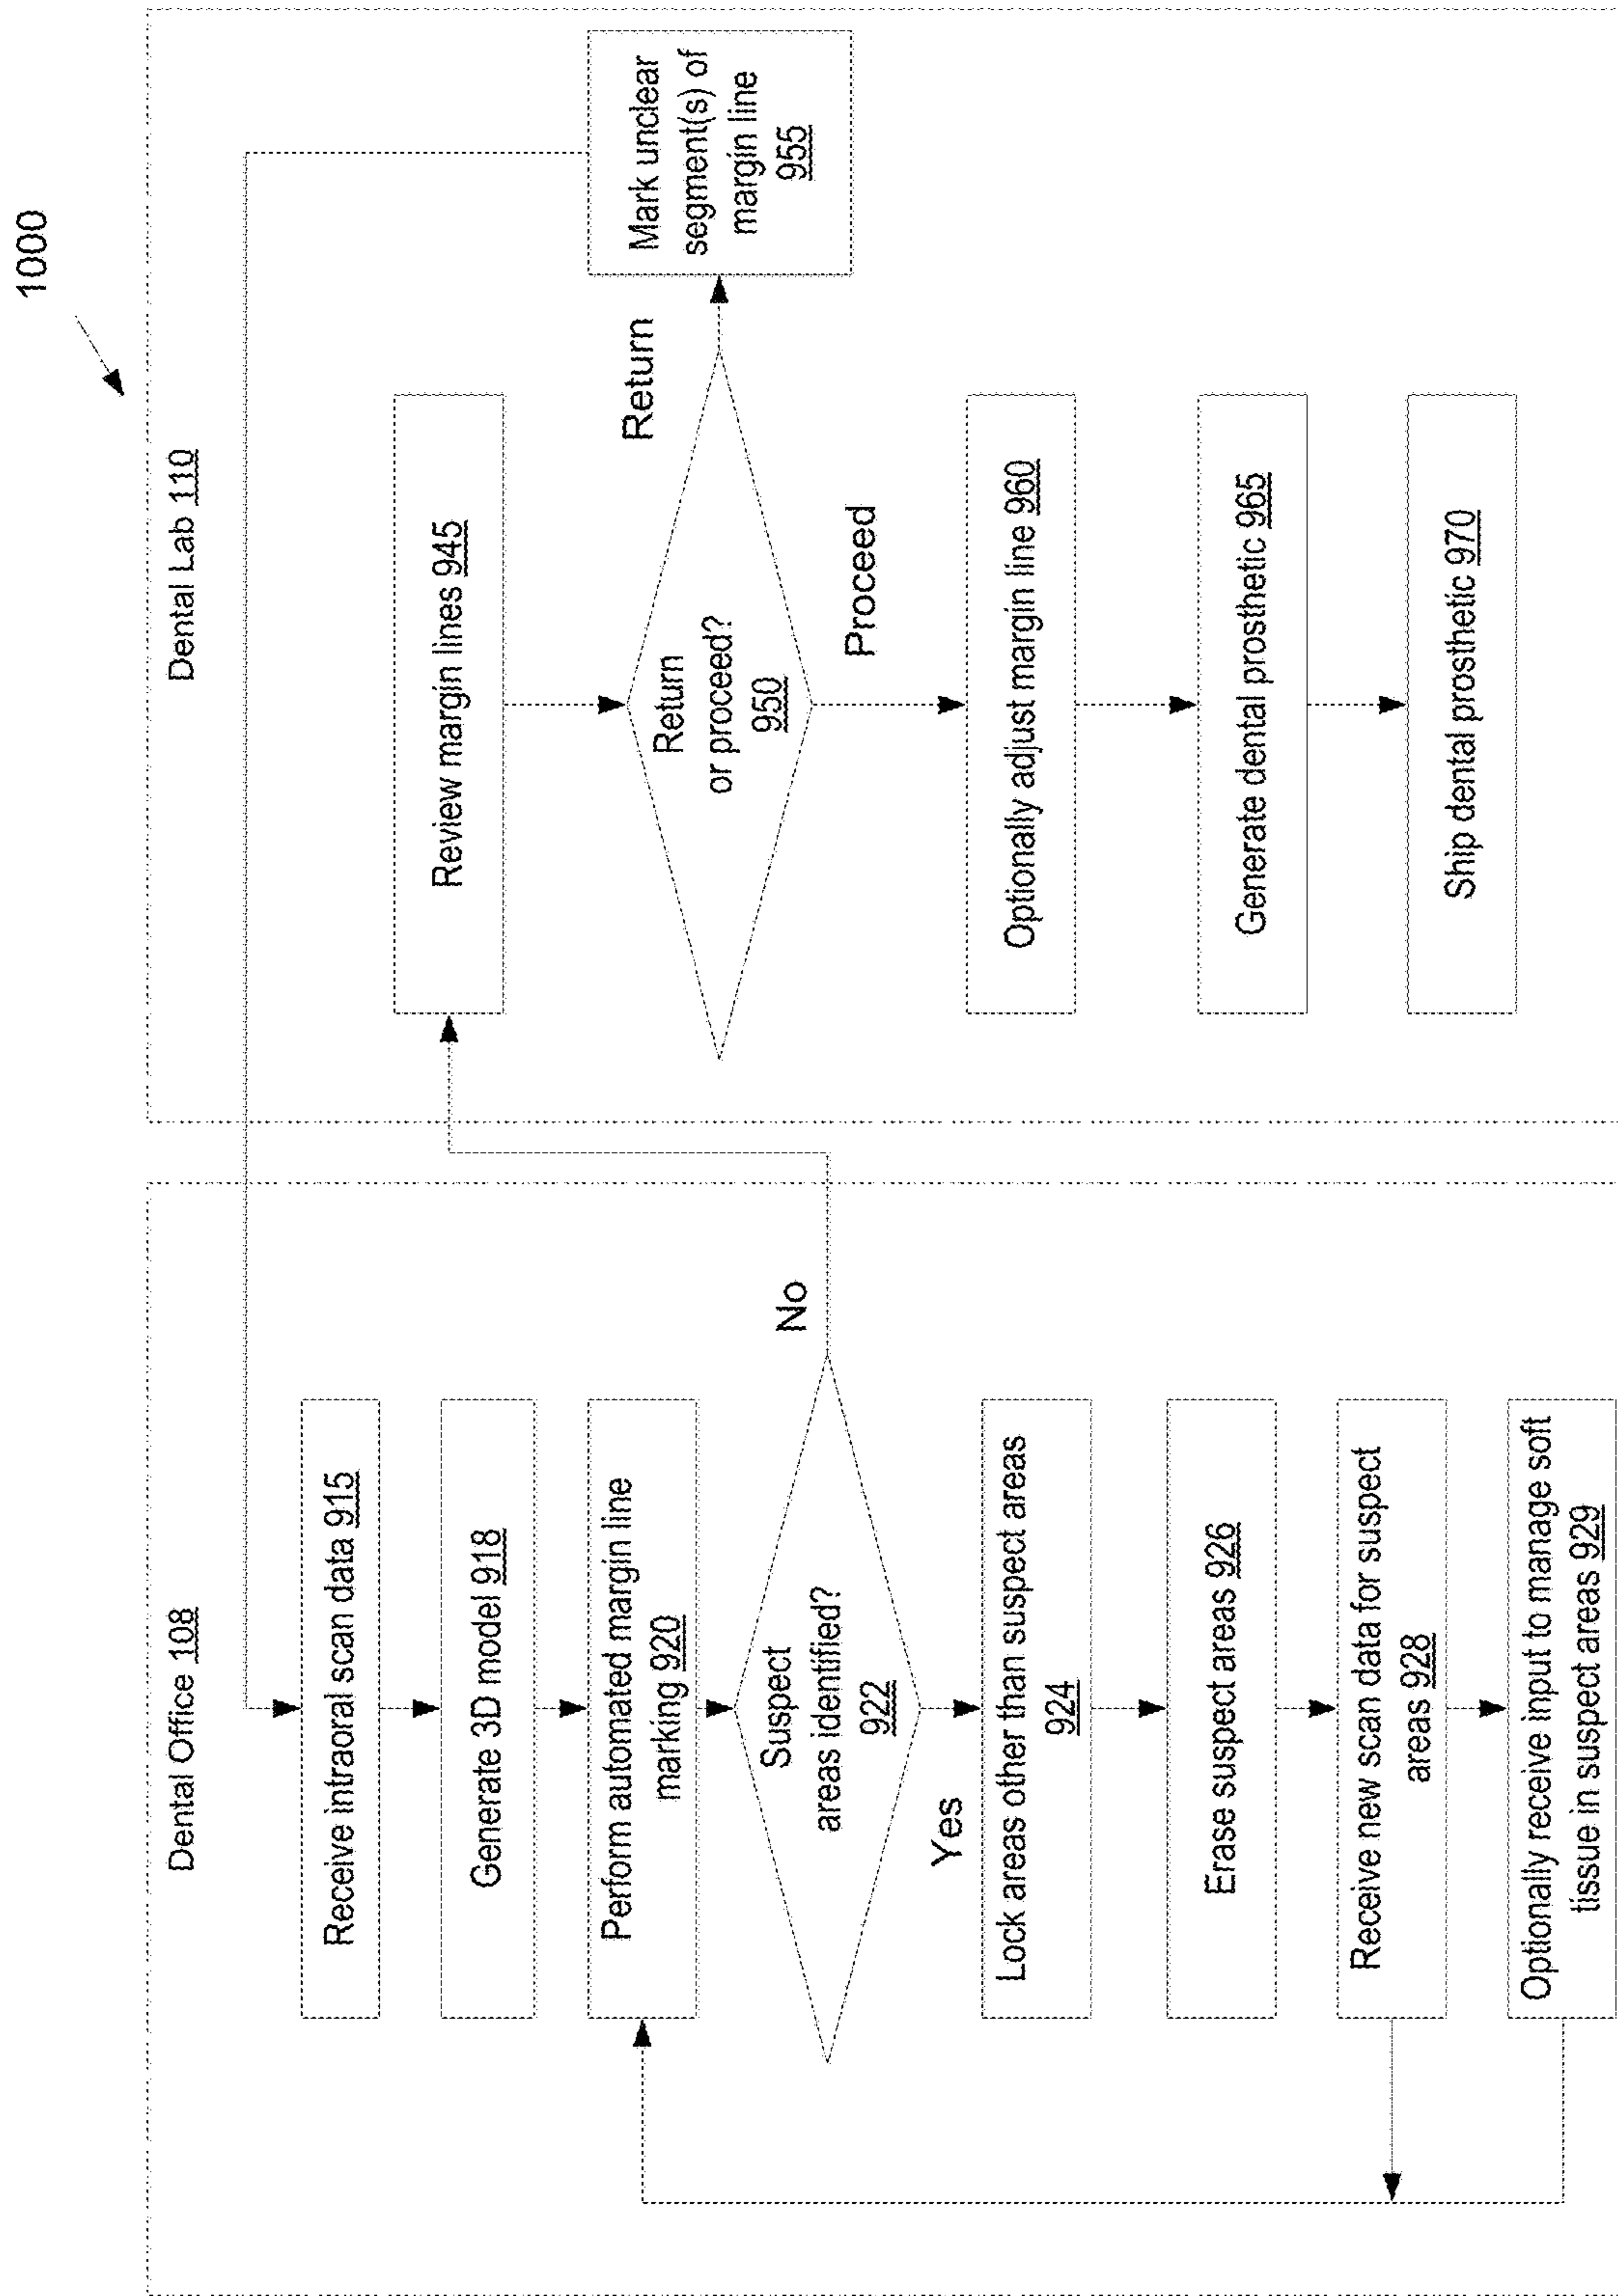 1000
Dental Office 108
Receive intraoral scan data 915
Generate 3D model 918
Perform automated margin line
marking 920
Suspect
areas identified?
922
No
Yes
Lock areas other than suspect areas
924
Erase suspect areas 926
Receive new scan data for suspect
areas 928
Optionally receive input to manage soft
tissue in suspect areas 929
Dental Lab 110
Review margin lines 945
Return
or proceed?
950
Return
Mark unclear
segment(s) of
margin line
955
Proceed
Optionally adjust margin line 960
Generate dental prosthetic 965
Ship dental prosthetic 970